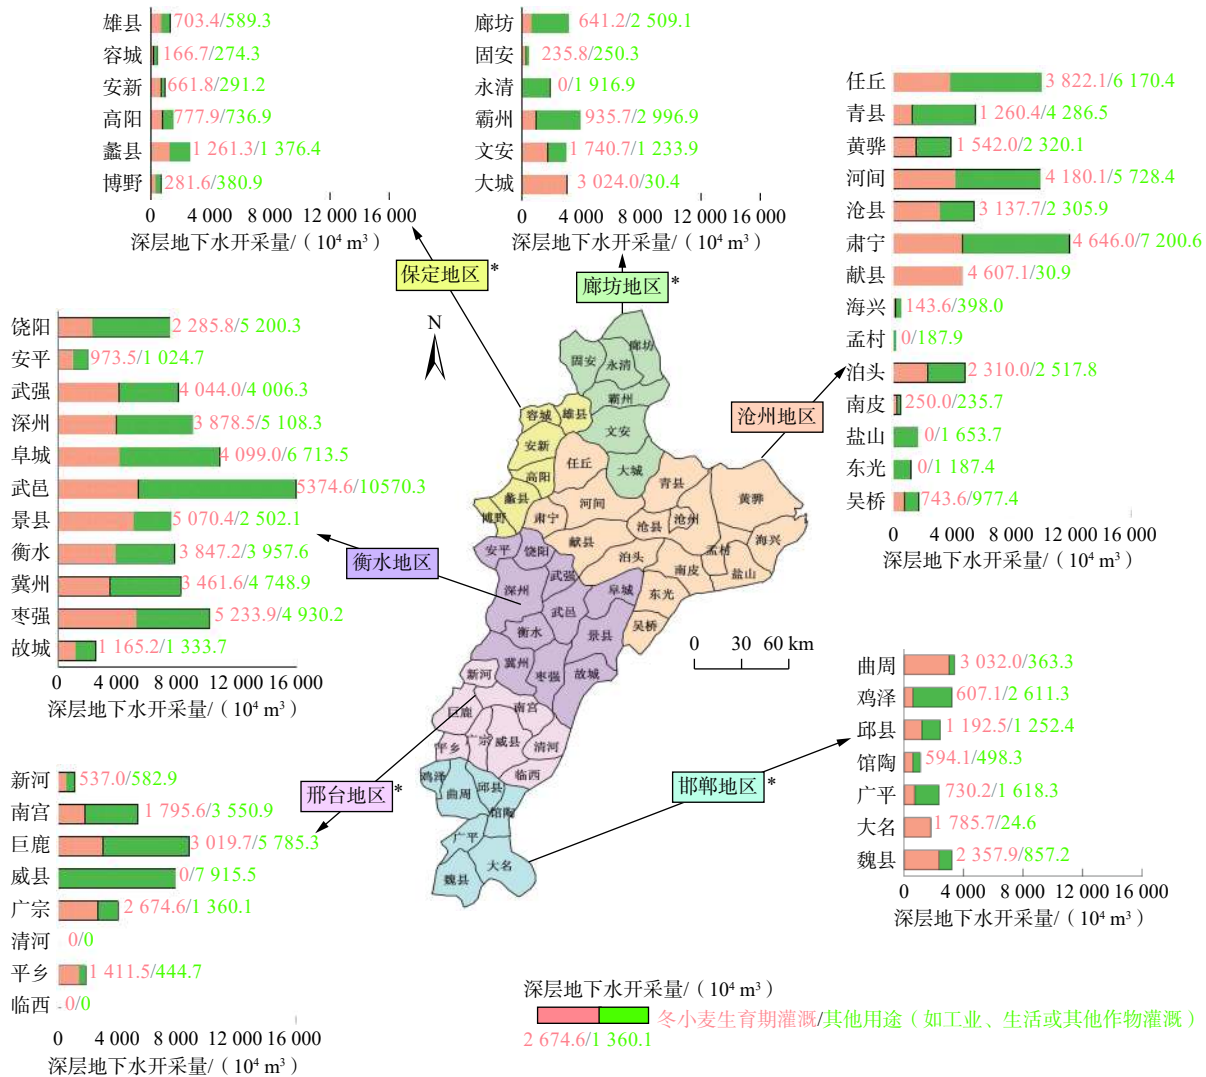 雄县 703.4/589.3
容城 166.7/274.3
安新 661.8/291.2
高阳 777.9/736.9
蠡县 1 261.3/1 376.4
博野 281.6/380.9
0 4 000 8 000 12 000 16 000
深层地下水开采量/（10⁴ m³）
保定地区*
廊坊 641.2/2 509.1
固安 235.8/250.3
永清 0/1 916.9
霸州 935.7/2 996.9
文安 1 740.7/1 233.9
大城 3 024.0/30.4
0 4 000 8 000 12 000 16 000
深层地下水开采量/（10⁴ m³）
廊坊地区*
任丘 3 822.1/6 170.4
青县 1 260.4/4 286.5
黄骅 1 542.0/2 320.1
河间 4 180.1/5 728.4
沧县 3 137.7/2 305.9
肃宁 4 646.0/7 200.6
献县 4 607.1/30.9
海兴 143.6/398.0
孟村 0/187.9
泊头 2 310.0/2 517.8
南皮 250.0/235.7
盐山 0/1 653.7
东光 0/1 187.4
吴桥 743.6/977.4
0 4 000 8 000 12 000 16 000
深层地下水开采量/（10⁴ m³）
沧州地区
饶阳 2 285.8/5 200.3
安平 973.5/1 024.7
武强 4 044.0/4 006.3
深州 3 878.5/5 108.3
阜城 4 099.0/6 713.5
武邑 5374.6/10570.3
景县 5 070.4/2 502.1
衡水 3 847.2/3 957.6
冀州 3 461.6/4 748.9
枣强 5 233.9/4 930.2
故城 1 165.2/1 333.7
0 4 000 8 000 12 000 16 000
深层地下水开采量/（10⁴ m³）
衡水地区
N
廊坊
固安
永清
霸州
容城
雄县
文安
安新
任丘
大城
高阳
青县
蠡县
河间
黄骅
博野
肃宁
沧县
沧州
献县
海兴
安平
饶阳
泊头
孟村
武强
南皮
盐山
深州
阜城
东光
武邑
吴桥
衡水
景县
冀州
枣强
故城
新河
巨鹿
南宫
平乡
广宗
威县
清河
鸡泽
临西
曲周
邱县
馆陶
广平
大名
魏县
0 30 60 km
曲周 3 032.0/363.3
鸡泽 607.1/2 611.3
邱县 1 192.5/1 252.4
馆陶 594.1/498.3
广平 730.2/1 618.3
大名 1 785.7/24.6
魏县 2 357.9/857.2
0 4 000 8 000 12 000 16 000
深层地下水开采量/（10⁴ m³）
邯郸地区*
新河 537.0/582.9
南宫 1 795.6/3 550.9
巨鹿 3 019.7/5 785.3
威县 0/7 915.5
广宗 2 674.6/1 360.1
清河 0/0
平乡 1 411.5/444.7
临西 0/0
0 4 000 8 000 12 000 16 000
深层地下水开采量/（10⁴ m³）
邢台地区*
深层地下水开采量/（10⁴ m³）
冬小麦生育期灌溉/其他用途（如工业、生活或其他作物灌溉）
2 674.6/1 360.1